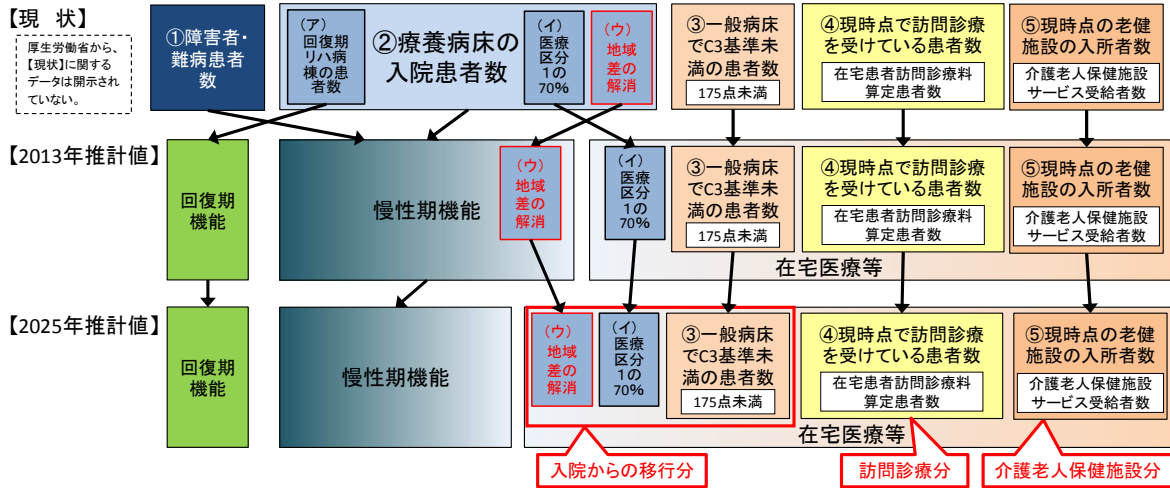 【現 状】
厚生労働省から、
【現状】に関する
データは開示され
ていない。
①障害者・
難病患者
数
(ア)
回復期
リハ病
棟の患
者数
②療養病床の
入院患者数
(イ)
医療
区分
1の
70%
(ウ)
地域
差の
解消
③一般病床
でC3基準未
満の患者数
175点未満
④現時点で訪問診療
を受けている患者数
在宅患者訪問診療料
算定患者数
⑤現時点の老健
施設の入所者数
介護老人保健施設
サービス受給者数
【2013年推計値】
回復期
機能
慢性期機能
(ウ)
地域
差の
解消
(イ)
医療
区分
1の
70%
③一般病床
でC3基準未
満の患者数
175点未満
④現時点で訪問診療
を受けている患者数
在宅患者訪問診療料
算定患者数
⑤現時点の老健
施設の入所者数
介護老人保健施設
サービス受給者数
在宅医療等
【2025年推計値】
回復期
機能
慢性期機能
(ウ)
地域
差の
解消
(イ)
医療
区分
1の
70%
③一般病床
でC3基準未
満の患者数
175点未満
④現時点で訪問診療
を受けている患者数
在宅患者訪問診療料
算定患者数
⑤現時点の老健
施設の入所者数
介護老人保健施設
サービス受給者数
在宅医療等
入院からの移行分
訪問診療分
介護老人保健施設分